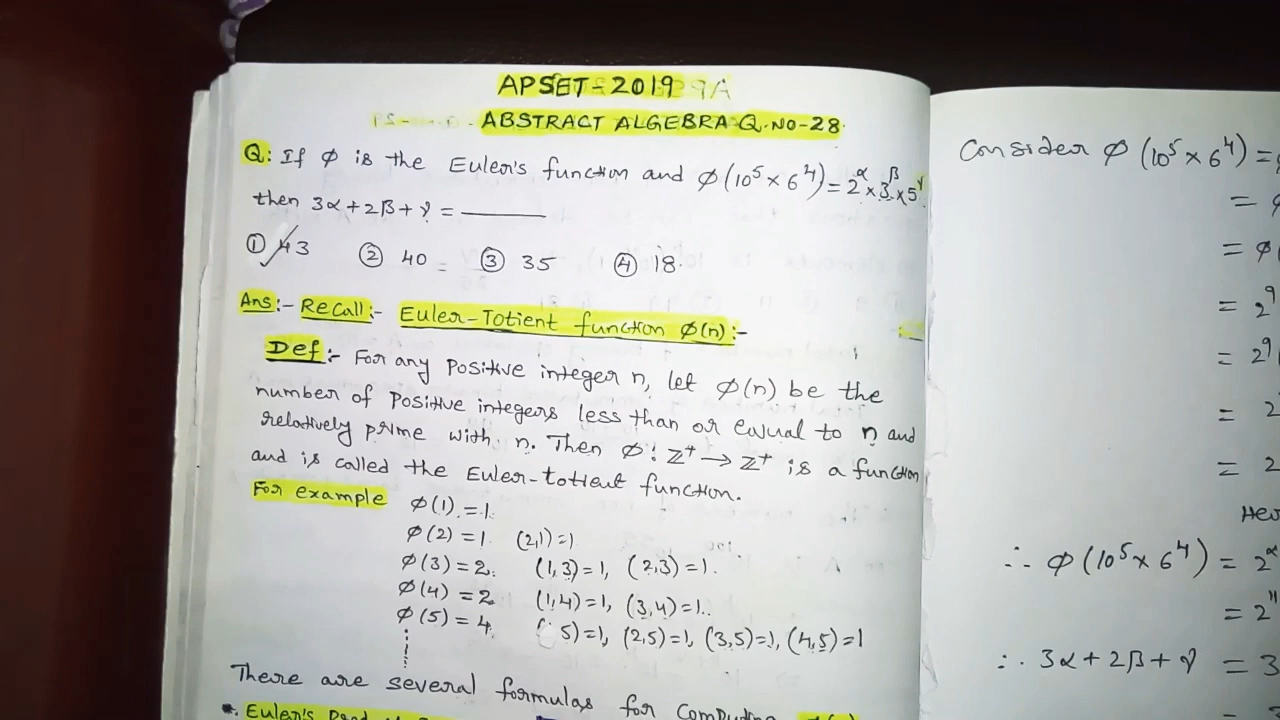 APSET-2019
ABSTRACT ALGEBRA Q.NO-28.
Q: If φ is the Euler's function and φ(10⁵×6⁴)=2^α×3^β×5^γ.
then 3α+2β+γ = ______
① 43 ② 40 ③ 35 ④ 18.
Ans:- Recall:- Euler-Totient function φ(n):-
Def:- For any positive integer n, let φ(n) be the
number of positive integers less than or equal to n and
relatively prime with n. Then φ: Z⁺→Z⁺ is a function
and is called the Euler-totient function.
For example φ(1) = 1.
φ(2) = 1. (2,1)=1
φ(3) = 2. (1,3)=1, (2,3)=1.
φ(4) = 2 (1,4)=1, (3,4)=1..
φ(5) = 4. 5)=1, (2,5)=1, (3,5)=1, (4,5)=1
There are several formulas for computing
*. Euler's
Consider φ(10⁵×6⁴) =
=
= φ(
= 2⁹
= 2⁹
= 2
= 2
∴ φ(10⁵×6⁴) = 2^α
= 2¹¹
∴ 3α+2β+γ = 3